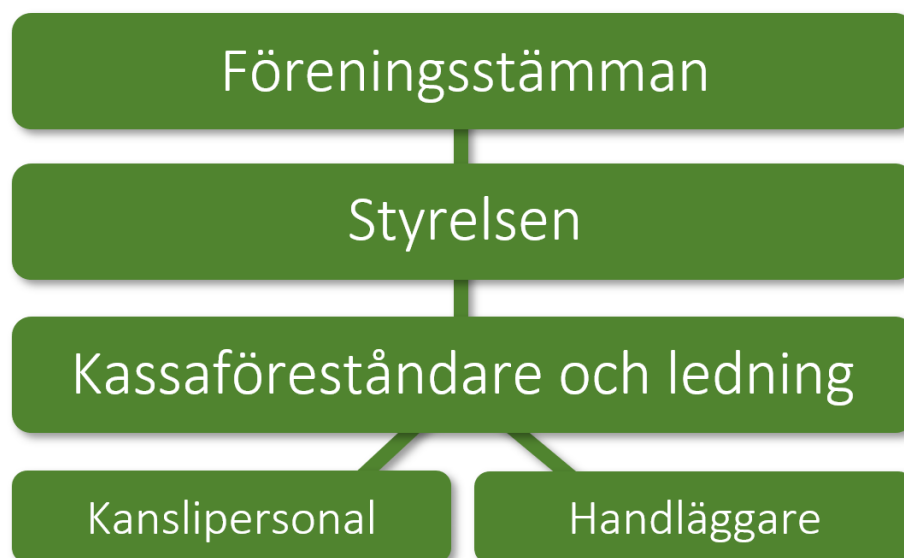 Föreningsstämman
Styrelsen
Kassaföreståndare och ledning
Kanslipersonal
Handläggare